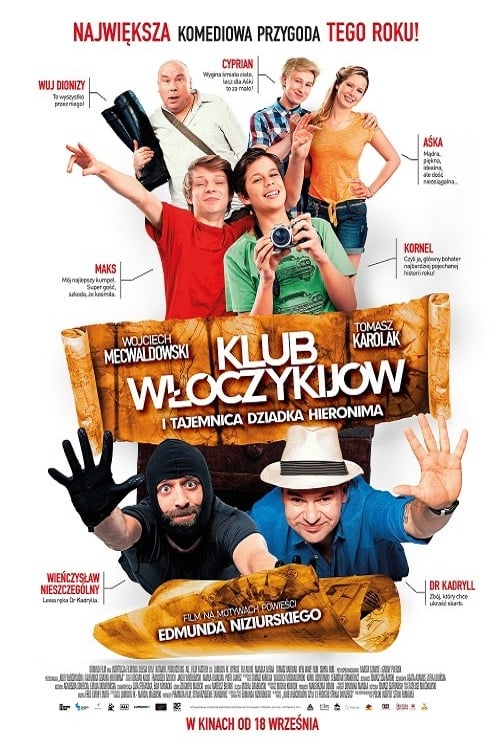 NAJWIĘKSZA KOMEDIOWA PRZYGODA TEGO ROKU!
CYPRIAN
Wygina śmiało ciało,
lecz dla Aśki
to za mało!
WUJ DIONIZY
To wszystko
przez niego!
AŚKA
Mądra,
piękna,
idealna,
ale dość
nieosiągalna...
KORNEL
Czyli ja, główny bohater
najbardziej pojechanej
historii roku!
MAKS
Mój najlepszy kumpel.
Super gość,
szkoda, że kosmita.
WOJCIECH
MECWALDOWSKI
TOMASZ
KAROLAK
KLUB
WŁÓCZYKIJÓW
I TAJEMNICA DZIADKA HIERONIMA
WIEŃCZYSŁAW
NIESZCZEGÓLNY
Lewa ręka Dr Kadrylla.
DR KADRYLL
Zbój, który chce
ukraść skarb.
FILM NA MOTYWACH POWIEŚCI
EDMUNDA NIZIURSKIEGO
W KINACH OD 18 WRZEŚNIA